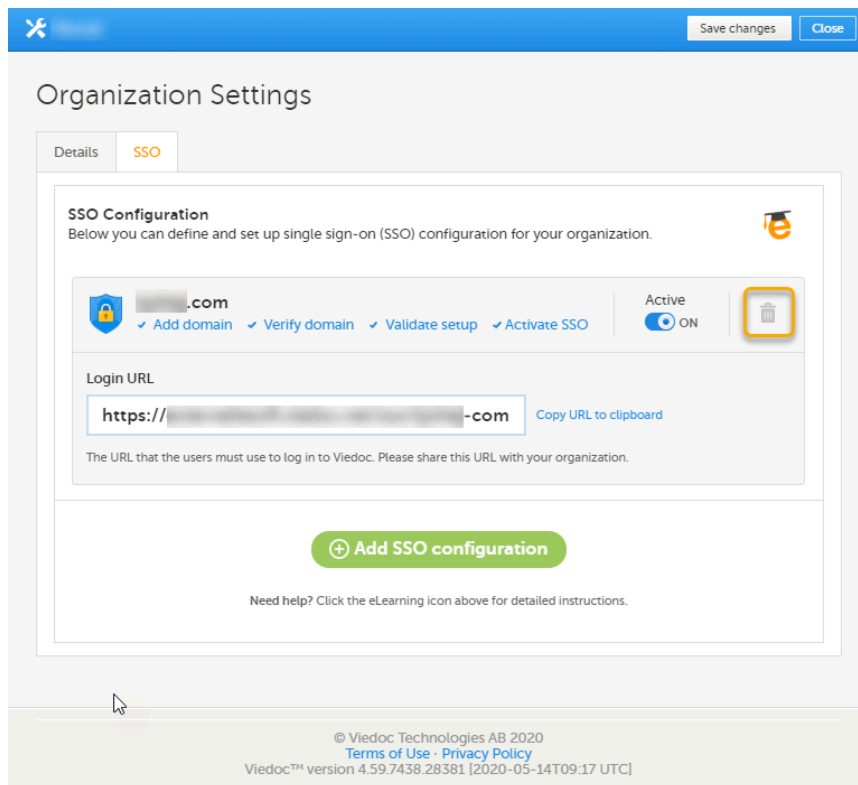 Save changes
Close
Organization Settings
Details
SSO
SSO Configuration
Below you can define and set up single sign-on (SSO) configuration for your organization.
e
.com
Add domain
Verify domain
Validate setup
Activate SSO
Active
ON
Login URL
https://
-com
Copy URL to clipboard
The URL that the users must use to log in to Viedoc. Please share this URL with your organization.
Add SSO configuration
Need help? Click the eLearning icon above for detailed instructions.
© Viedoc Technologies AB 2020
Terms of Use · Privacy Policy
Viedoc™ version 4.59.7438.28381 [2020-05-14T09:17 UTC]